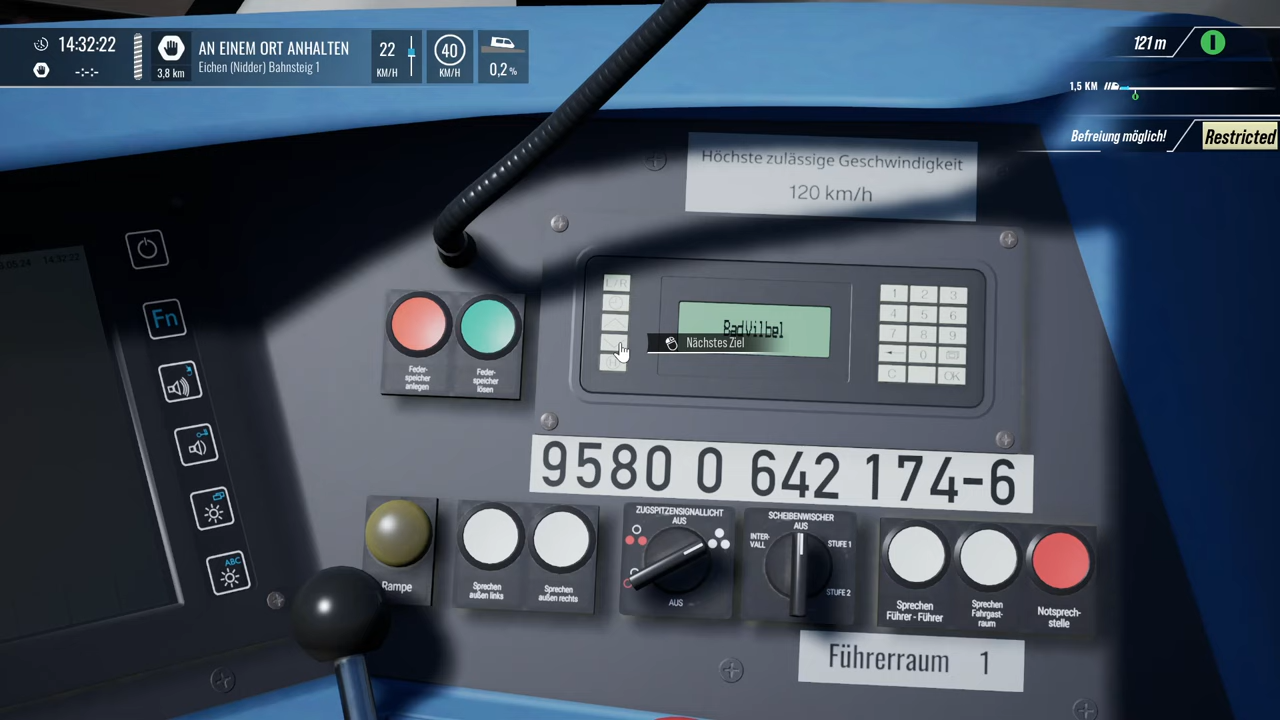 14:32:22
-:-:-
3,8 km
AN EINEM ORT ANHALTEN
Eichen (Nidder) Bahnsteig 1
22
KM/H
40
KM/H
0,2 %
121 m
1,5 KM
Befreiung möglich!
Restricted
Höchste zulässige Geschwindigkeit
120 km/h
14:32:22
Fn
ABC
Feder-
speicher
anlegen
Feder-
speicher
lösen
L/R
BadVilbel
Nächstes Ziel
1 2 3
4 5 6
7 8 9
0
C OK
9580 0 642 174-6
Rampe
Sprechen
außen links
Sprechen
außen rechts
ZUGSPITZENSIGNALLICHT
AUS
AUS
SCHEIBENWISCHER
AUS
INTER-
VALL
STUFE 1
STUFE 2
Sprechen
Führer - Führer
Sprechen
Fahrgast-
raum
Notsprech-
stelle
Führerraum 1